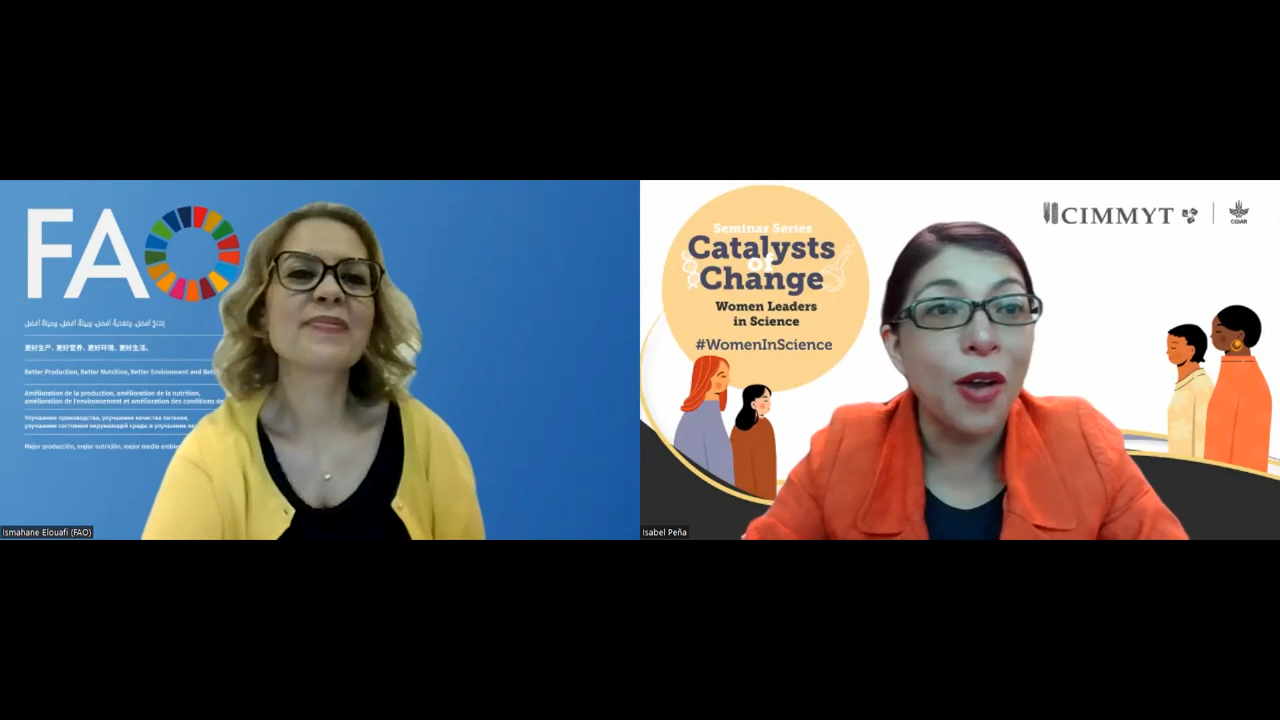 FAO
إنتاج أفضل، وتغذية أفضل، وبيئة أفضل، وحياة أفضل
更好生产、更好营养、更好环境、更好生活。
Better Production, Better Nutrition, Better Environment and
Amélioration de la production, amélioration de la nutrition,
amélioration de l'environnement et amélioration des conditions de
Улучшение производства, улучшение качества питания,
улучшение состояния окружающей среды и улучшение
Mejor producción, mejor nutrición, mejor medio
Ismahane Elouafi (FAO)
Seminar Series
Catalysts
of
Change
Women Leaders
in Science
#WomenInScience
CIMMYT
CGIAR
Isabel Peña